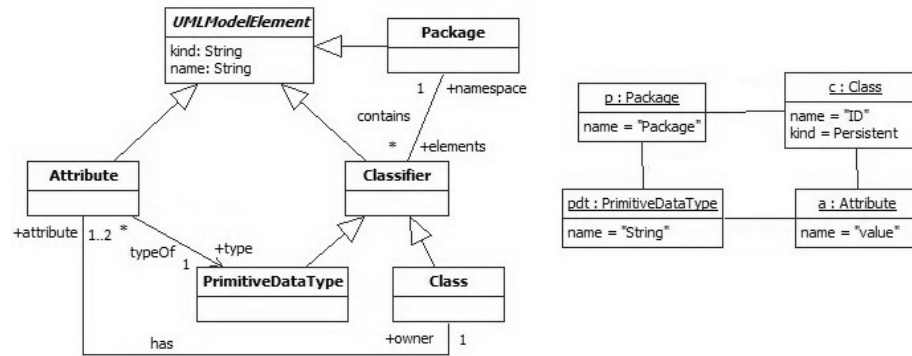 UMLModelElement
kind: String
name: String
Package
1
+namespace
contains
*
+elements
Attribute
Classifier
+attribute
1..2
*
typeOf
1
+type
PrimitiveDataType
Class
+owner
1
has
p : Package
name = "Package"
c : Class
name = "ID"
kind = Persistent
pdt : PrimitiveDataType
name = "String"
a : Attribute
name = "value"